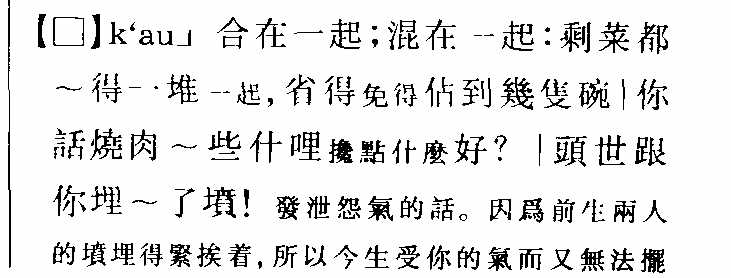 【□】k‘au˩ 合在一起；混在一起：剩菜都
～得一堆一起，省得免得佔到幾隻碗｜你
話燒肉～些什哩攙點什麼好？｜頭世跟
你埋～了墳！發泄怨氣的話。因爲前生兩人
的墳埋得緊挨着，所以今生受你的氣而又無法擺